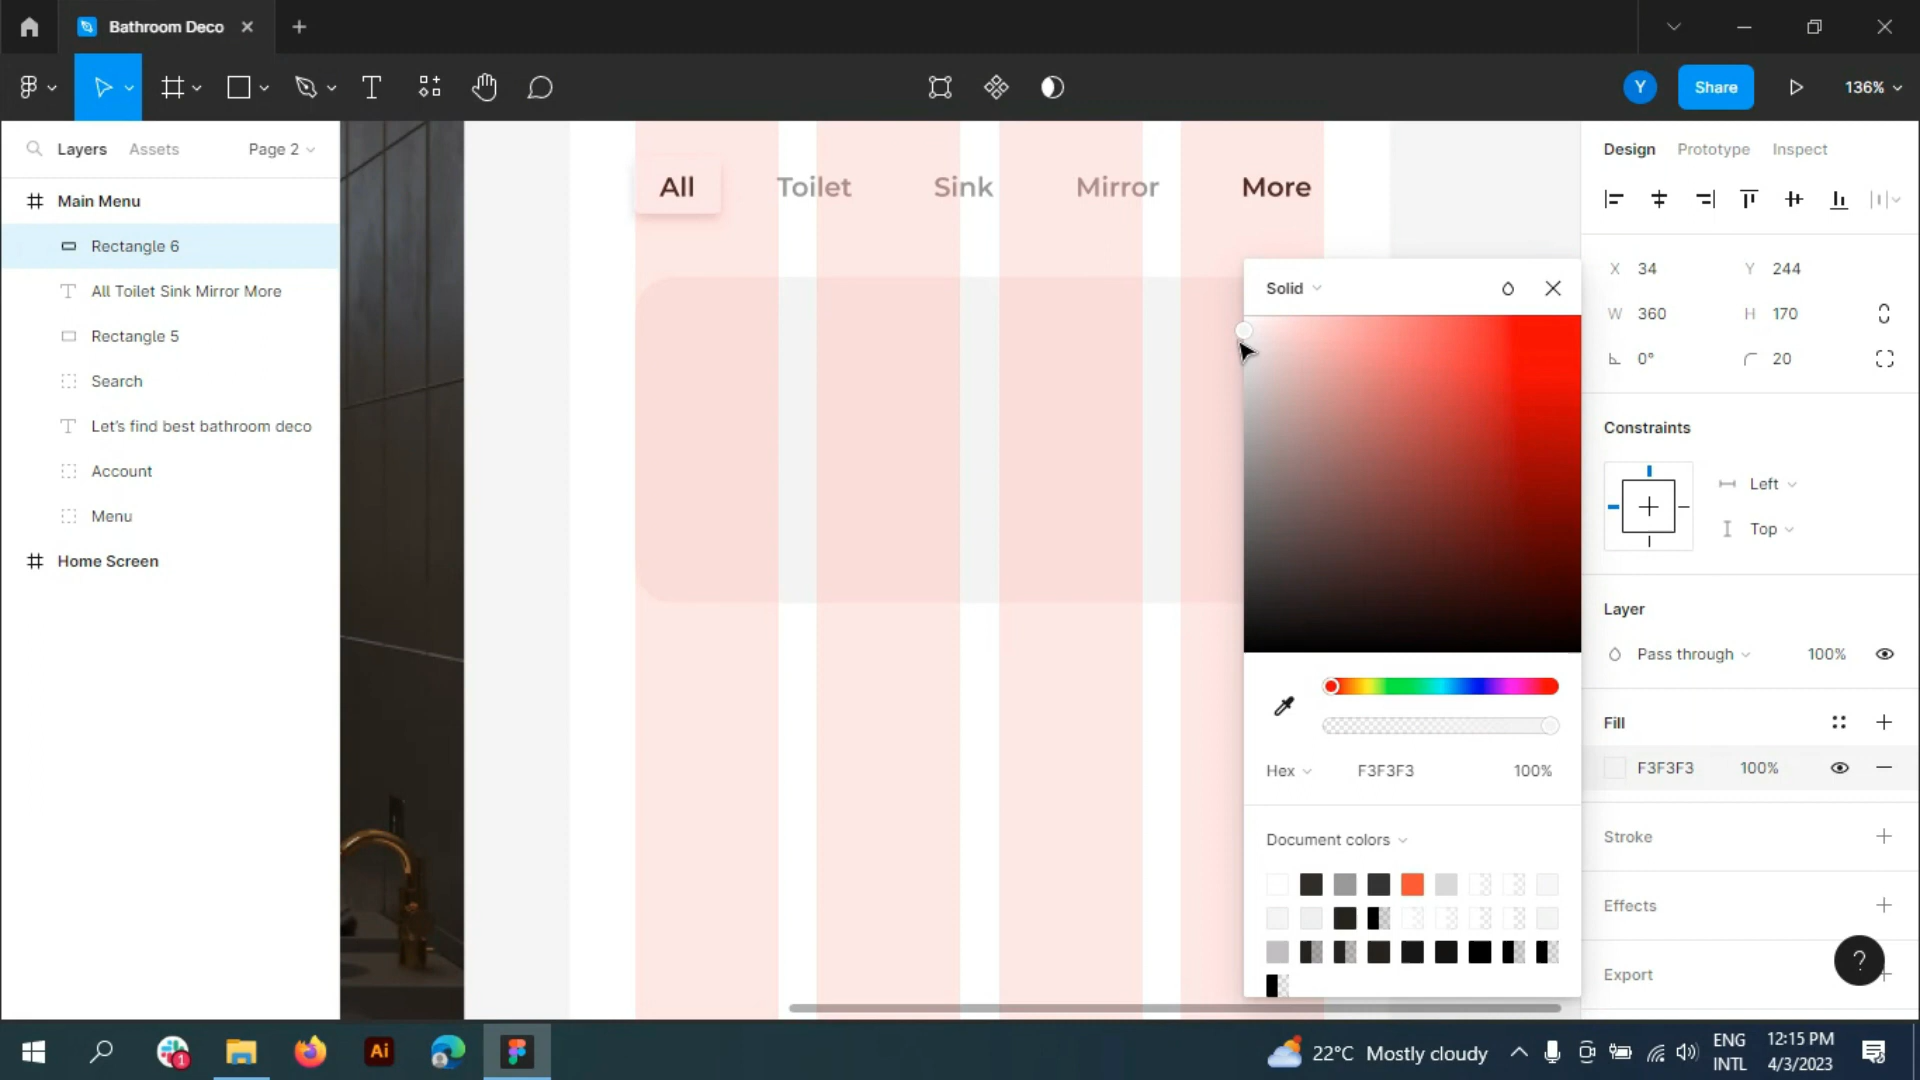 Bathroom Deco
Y
Share
136%
Layers
Assets
Page 2
Main Menu
Rectangle 6
All Toilet Sink Mirror More
Rectangle 5
Search
Let's find best bathroom deco
Account
Menu
Home Screen
All
Toilet
Sink
Mirror
More
Solid
Hex
F3F3F3
100%
Document colors
Design
Prototype
Inspect
X 34
Y 244
W 360
H 170
0°
20
Constraints
Left
Top
Layer
Pass through
100%
Fill
F3F3F3
100%
Stroke
Effects
Export
?
1
Ai
22°C Mostly cloudy
ENG
INTL
12:15 PM
4/3/2023